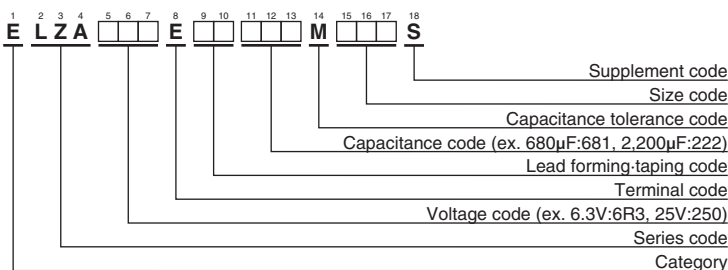 1 2 3 4 5 6 7 8 9 10 11 12 13 14 15 16 17 18
E L Z A E M S
Supplement code
Size code
Capacitance tolerance code
Capacitance code (ex. 680µF:681, 2,200µF:222)
Lead forming·taping code
Terminal code
Voltage code (ex. 6.3V:6R3, 25V:250)
Series code
Category